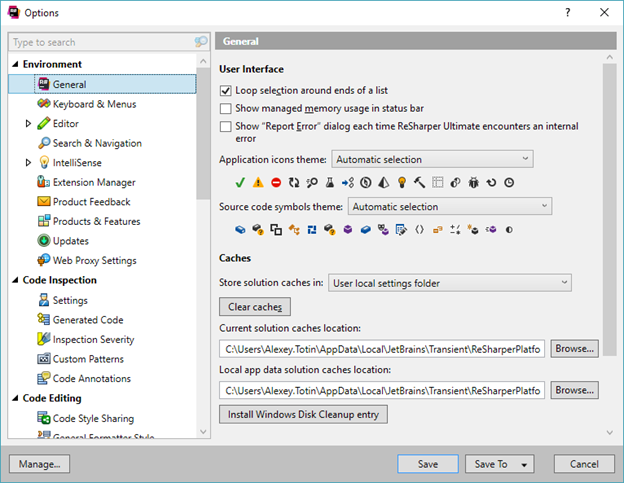 Options
Type to search
Environment
General
Keyboard & Menus
Editor
Search & Navigation
IntelliSense
Extension Manager
Product Feedback
Products & Features
Updates
Web Proxy Settings
Code Inspection
Settings
Generated Code
Inspection Severity
Custom Patterns
Code Annotations
Code Editing
Code Style Sharing
General Formatter Style
General
User Interface
Loop selection around ends of a list
Show managed memory usage in status bar
Show "Report Error" dialog each time ReSharper Ultimate encounters an internal
error
Application icons theme: Automatic selection
Source code symbols theme: Automatic selection
Caches
Store solution caches in: User local settings folder
Clear caches
Current solution caches location:
C:\Users\Alexey.Totin\AppData\Local\JetBrains\Transient\ReSharperPlatfo Browse...
Local app data solution caches location:
C:\Users\Alexey.Totin\AppData\Local\JetBrains\Transient\ReSharperPlatfo Browse...
Install Windows Disk Cleanup entry
Manage... Save Save To Cancel